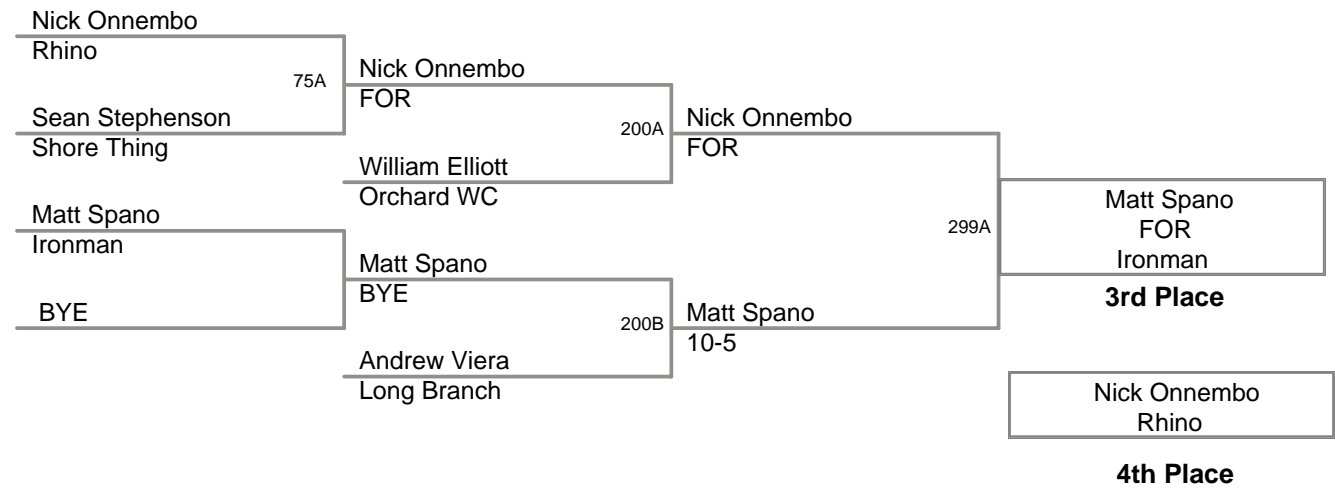 Nick Onnembo
Rhino
75A
Sean Stephenson
Shore Thing
Matt Spano
Ironman
BYE
Nick Onnembo
FOR
200A
William Elliott
Orchard WC
Matt Spano
BYE
200B
Andrew Viera
Long Branch
Nick Onnembo
FOR
299A
Matt Spano
10-5
Matt Spano
FOR
Ironman
3rd Place
Nick Onnembo
Rhino
4th Place